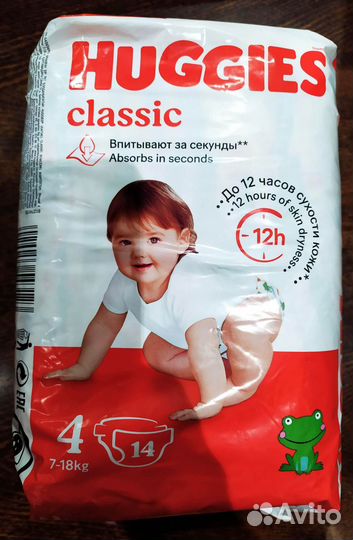 HUGGIES
classic
Впитывают за секунды**
Absorbs in seconds
До 12 часов сухости кожи*
12 hours of skin dryness
12h
4
14
7-18kg
EAC
Avito